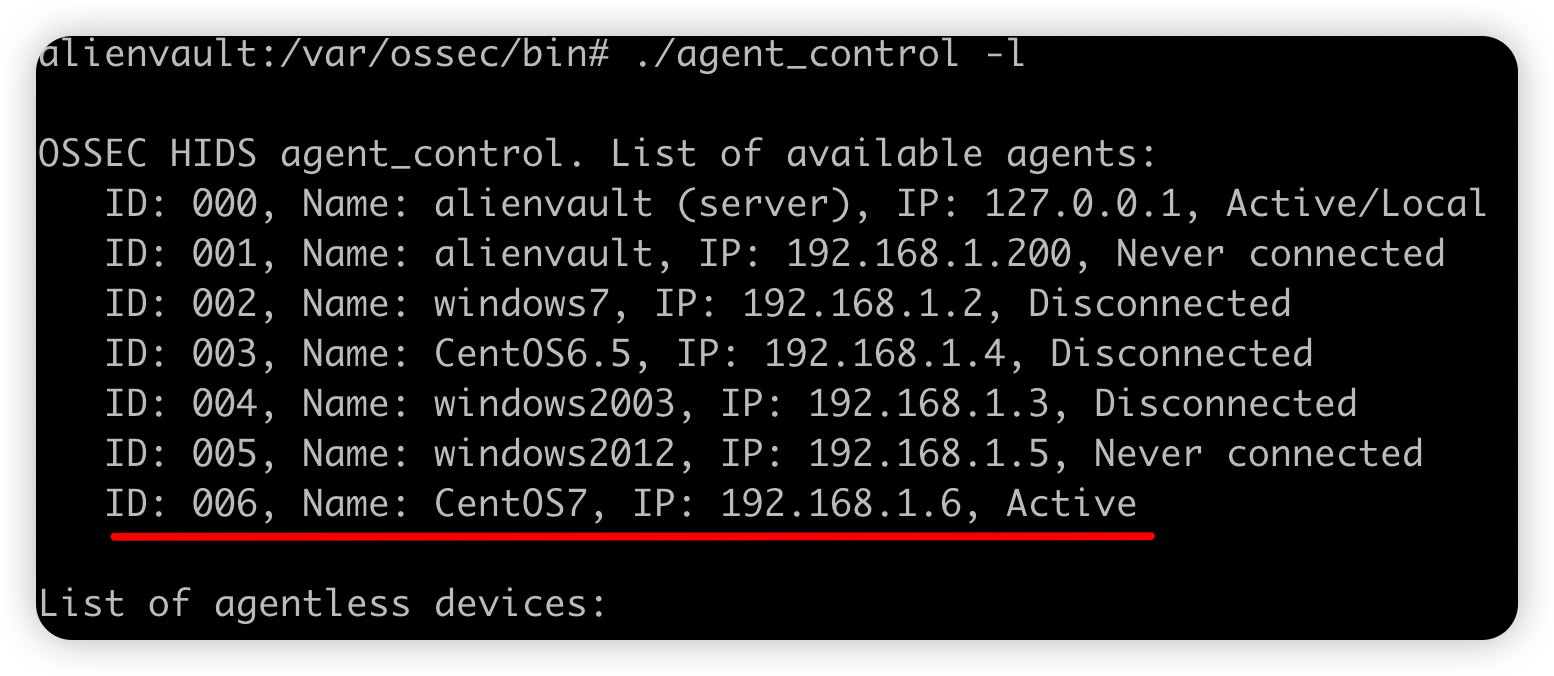 alienvault:/var/ossec/bin# ./agent_control -l
OSSEC HIDS agent_control. List of available agents:
ID: 000, Name: alienvault (server), IP: 127.0.0.1, Active/Local
ID: 001, Name: alienvault, IP: 192.168.1.200, Never connected
ID: 002, Name: windows7, IP: 192.168.1.2, Disconnected
ID: 003, Name: CentOS6.5, IP: 192.168.1.4, Disconnected
ID: 004, Name: windows2003, IP: 192.168.1.3, Disconnected
ID: 005, Name: windows2012, IP: 192.168.1.5, Never connected
ID: 006, Name: CentOS7, IP: 192.168.1.6, Active
List of agentless devices: